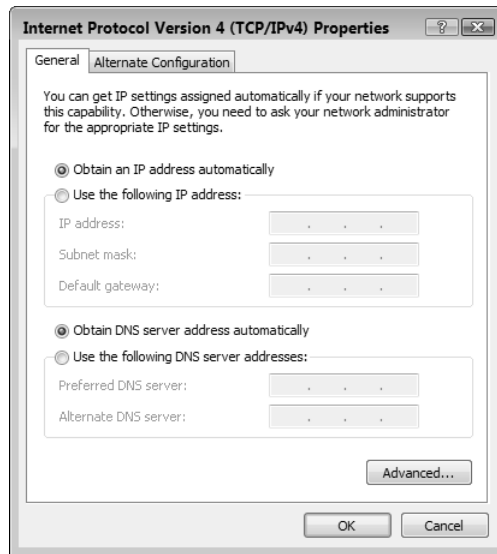 Internet Protocol Version 4 (TCP/IPv4) Properties
General
Alternate Configuration
You can get IP settings assigned automatically if your network supports
this capability. Otherwise, you need to ask your network administrator
for the appropriate IP settings.
Obtain an IP address automatically
Use the following IP address:
IP address:
Subnet mask:
Default gateway:
Obtain DNS server address automatically
Use the following DNS server addresses:
Preferred DNS server:
Alternate DNS server:
Advanced...
OK
Cancel